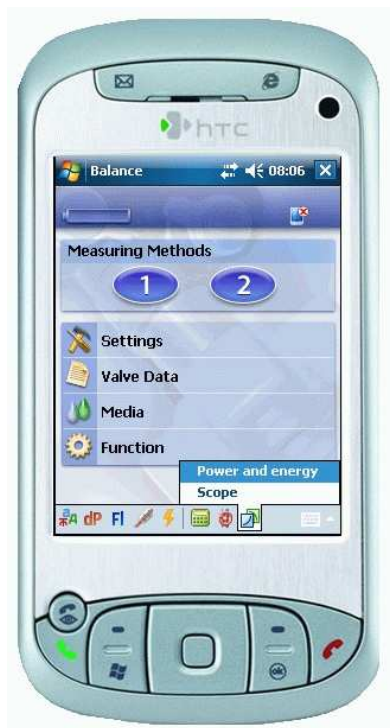 hTC
Balance 08:06
Measuring Methods
1 2
Settings
Valve Data
Media
Function
Power and energy
Scope
dP Fl
ok